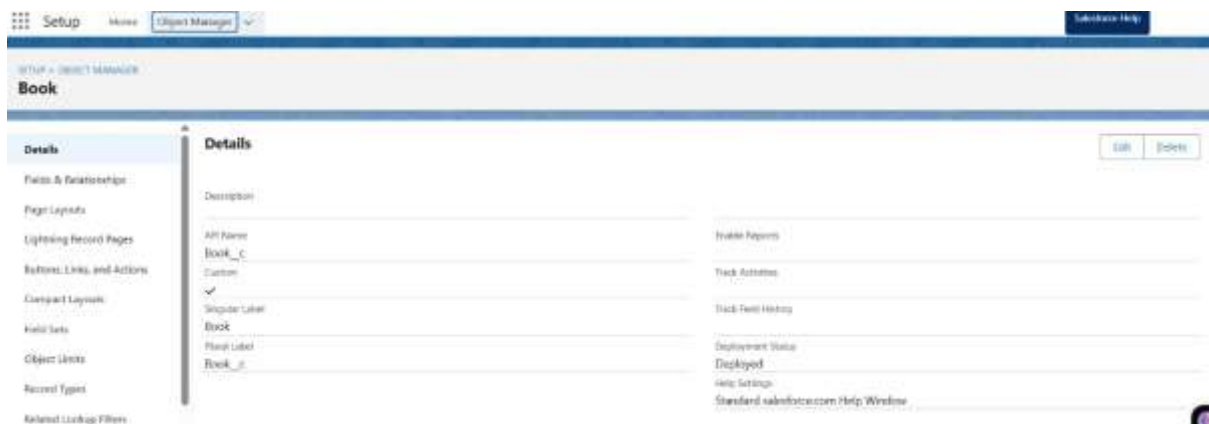 Setup Home Object Manager
Salesforce Help
SETUP > OBJECT MANAGER
Book
Details
Fields & Relationships
Page Layouts
Lightning Record Pages
Buttons, Links, and Actions
Compact Layouts
Field Sets
Object Limits
Record Types
Related Lookup Filters
Details
Edit Delete
Description
API Name
Book__c
Custom
Singular Label
Book
Plural Label
Book__c
Enable Reports
Track Activities
Track Field History
Deployment Status
Deployed
Help Settings
Standard salesforce.com Help Window